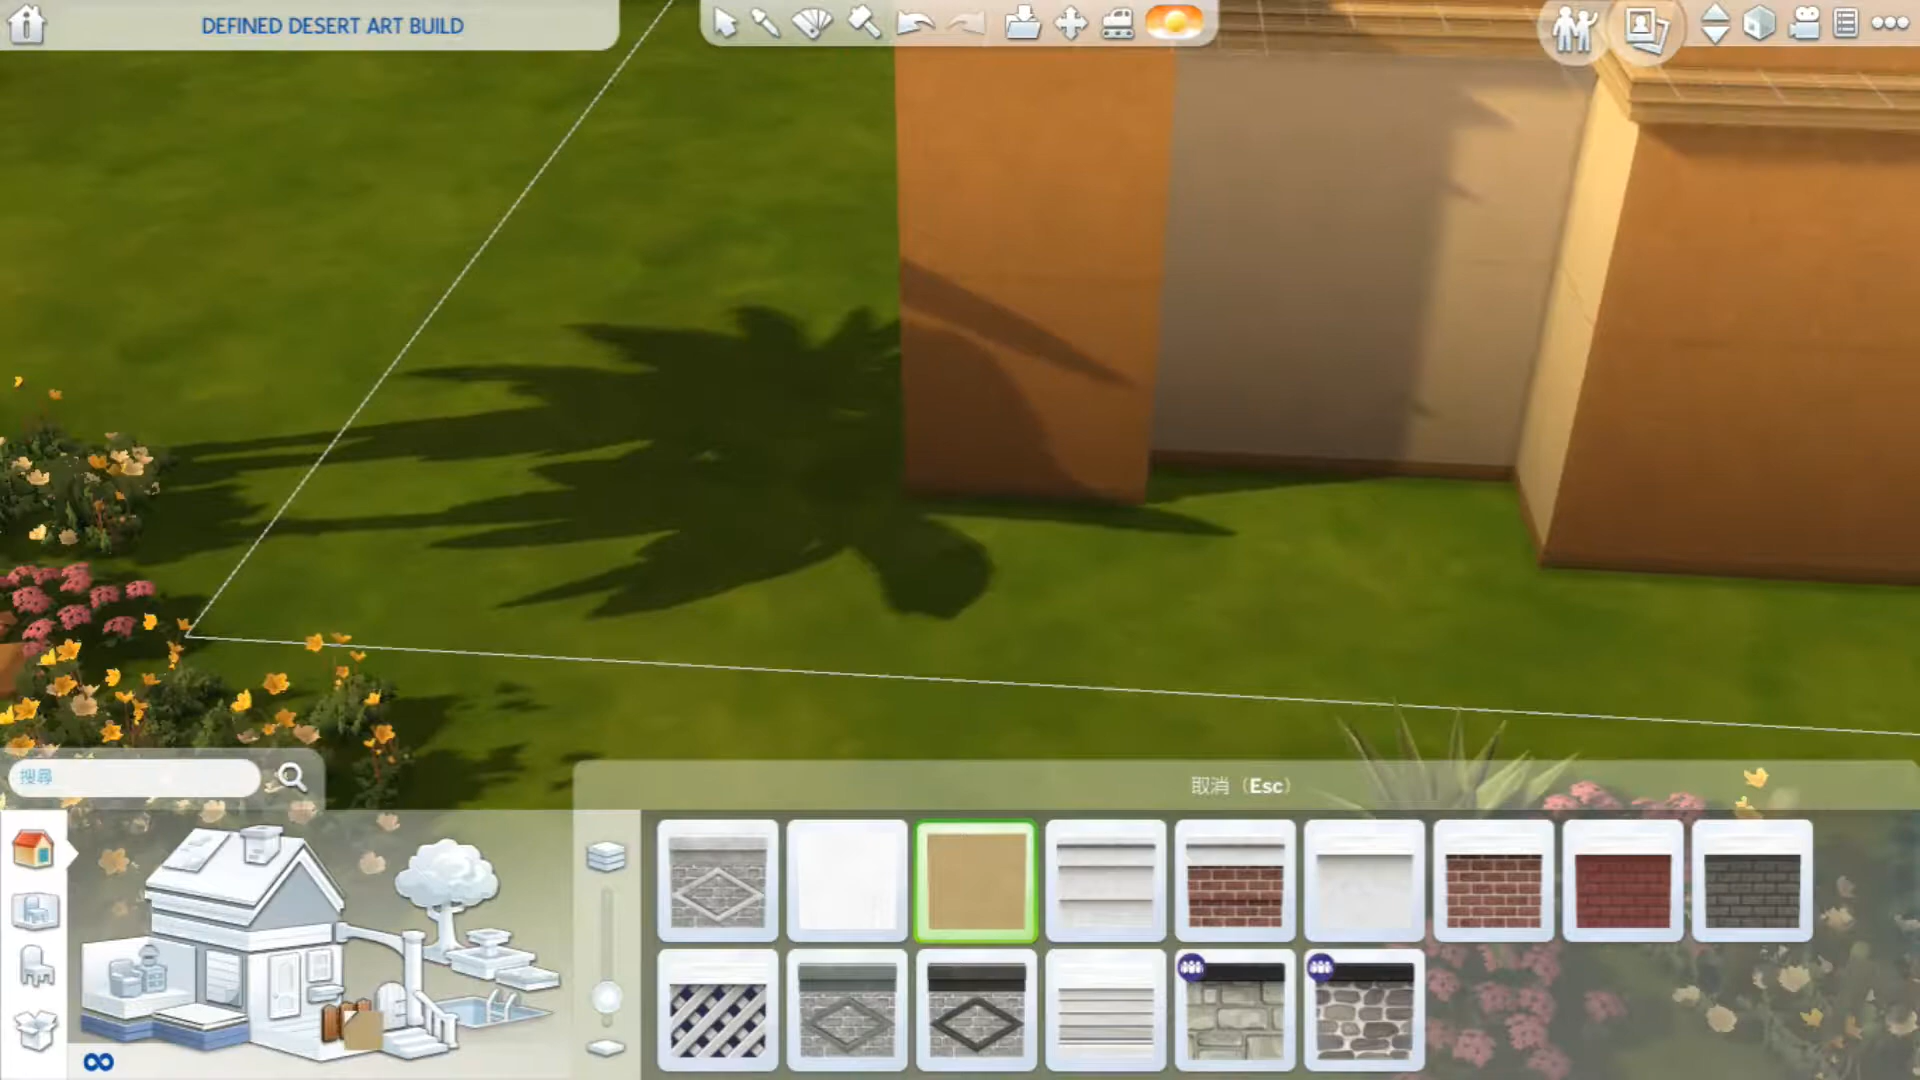 DEFINED DESERT ART BUILD
搜尋
取消（Esc）